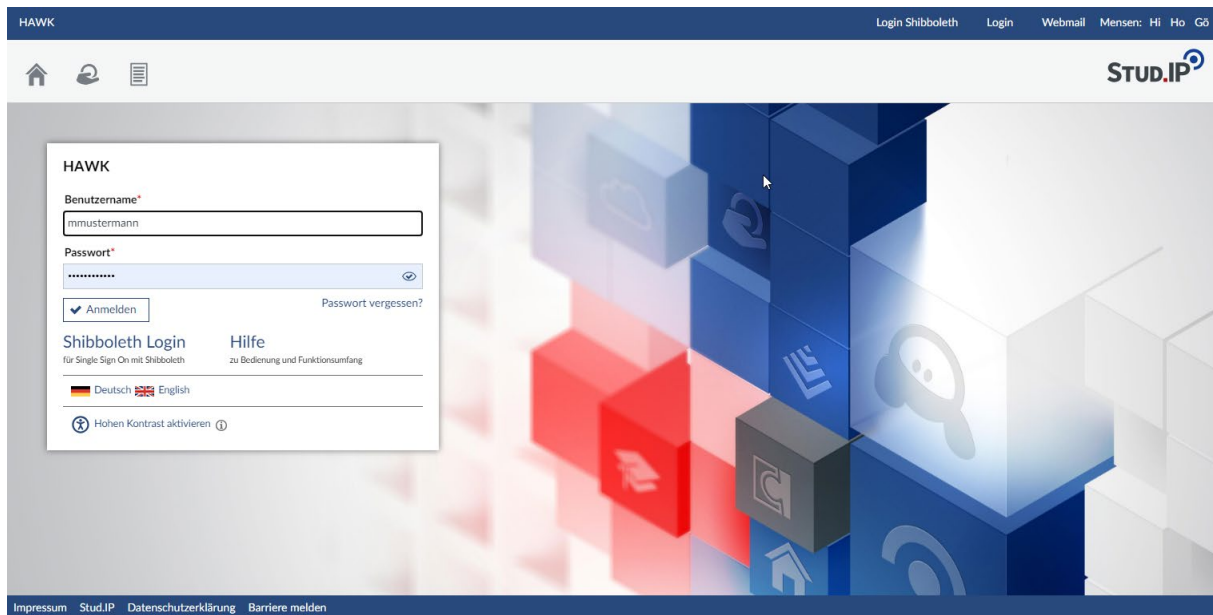 HAWK Login Shibboleth Login Webmail Mensen: Hi Ho Gö
STUD.IP
HAWK
Benutzername*
mmustermann
Passwort*
••••••••••••
Anmelden Passwort vergessen?
Shibboleth Login Hilfe
für Single Sign On mit Shibboleth zu Bedienung und Funktionsumfang
Deutsch English
Hohen Kontrast aktivieren
Impressum Stud.IP Datenschutzerklärung Barriere melden